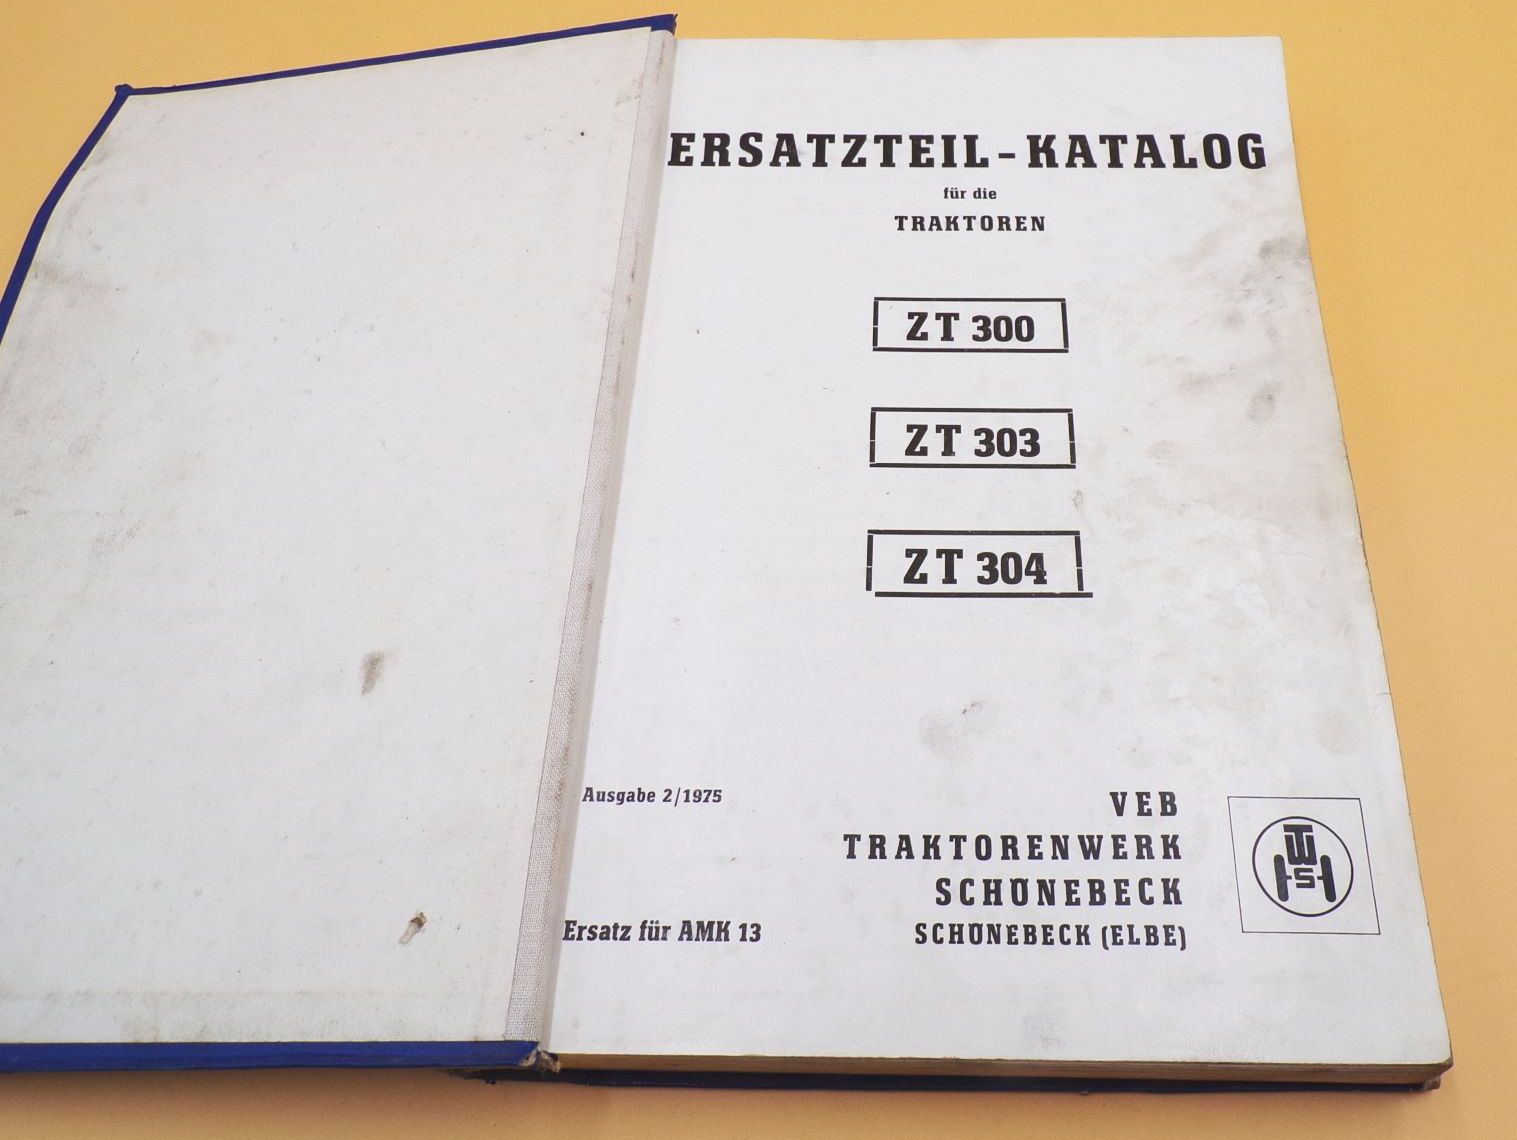 ERSATZTEIL-KATALOG
für die
TRAKTOREN
ZT 300
ZT 303
ZT 304
Ausgabe 2/1975
Ersatz für AMK 13
VEB
TRAKTORENWERK
SCHÖNEBECK
SCHÖNEBECK (ELBE)
TWS